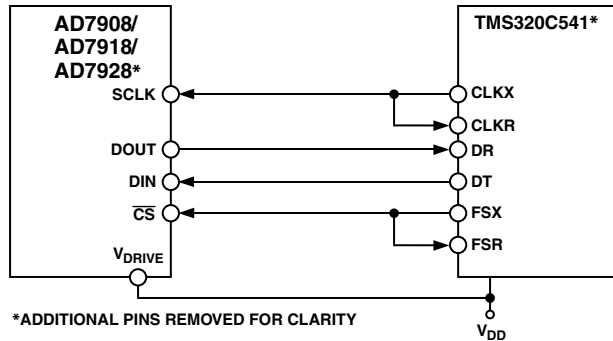 AD7908/
AD7918/
AD7928*
SCLK
DOUT
DIN
CS
VDRIVE
TMS320C541*
CLKX
CLKR
DR
DT
FSX
FSR
VDD
*ADDITIONAL PINS REMOVED FOR CLARITY